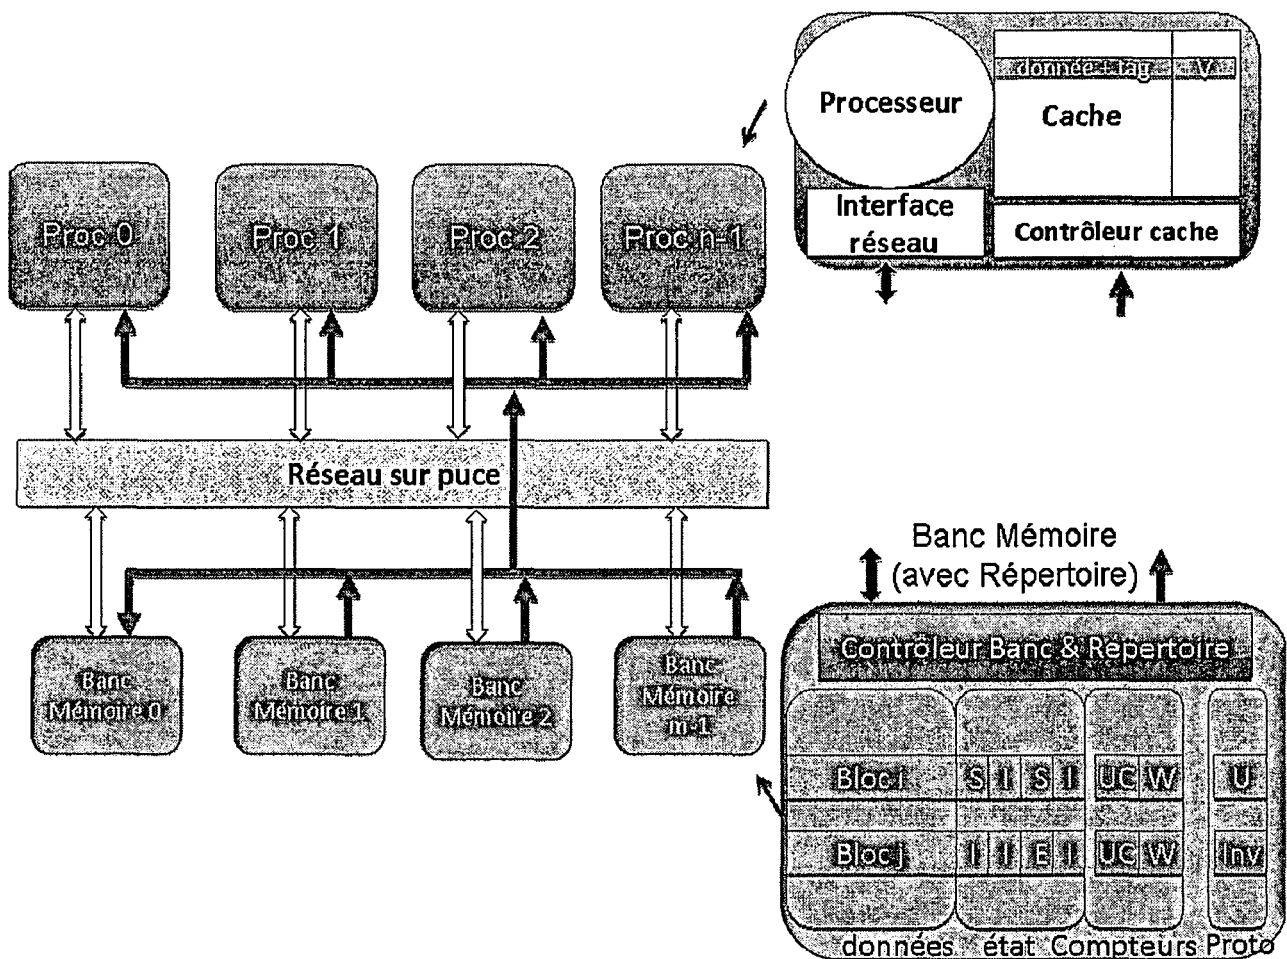 Processeur
donnée + tag V
Cache
Interface
réseau
Contrôleur cache
Proc 0
Proc 1
Proc 2
Proc n-1
Réseau sur puce
Banc
Mémoire 0
Banc
Mémoire 1
Banc
Mémoire 2
Banc
Mémoire
m-1
Banc Mémoire
(avec Répertoire)
Contrôleur Banc & Répertoire
Bloc i S I S I UC W U
Bloc j I I E I UC W Inv
données état Compteurs Proto